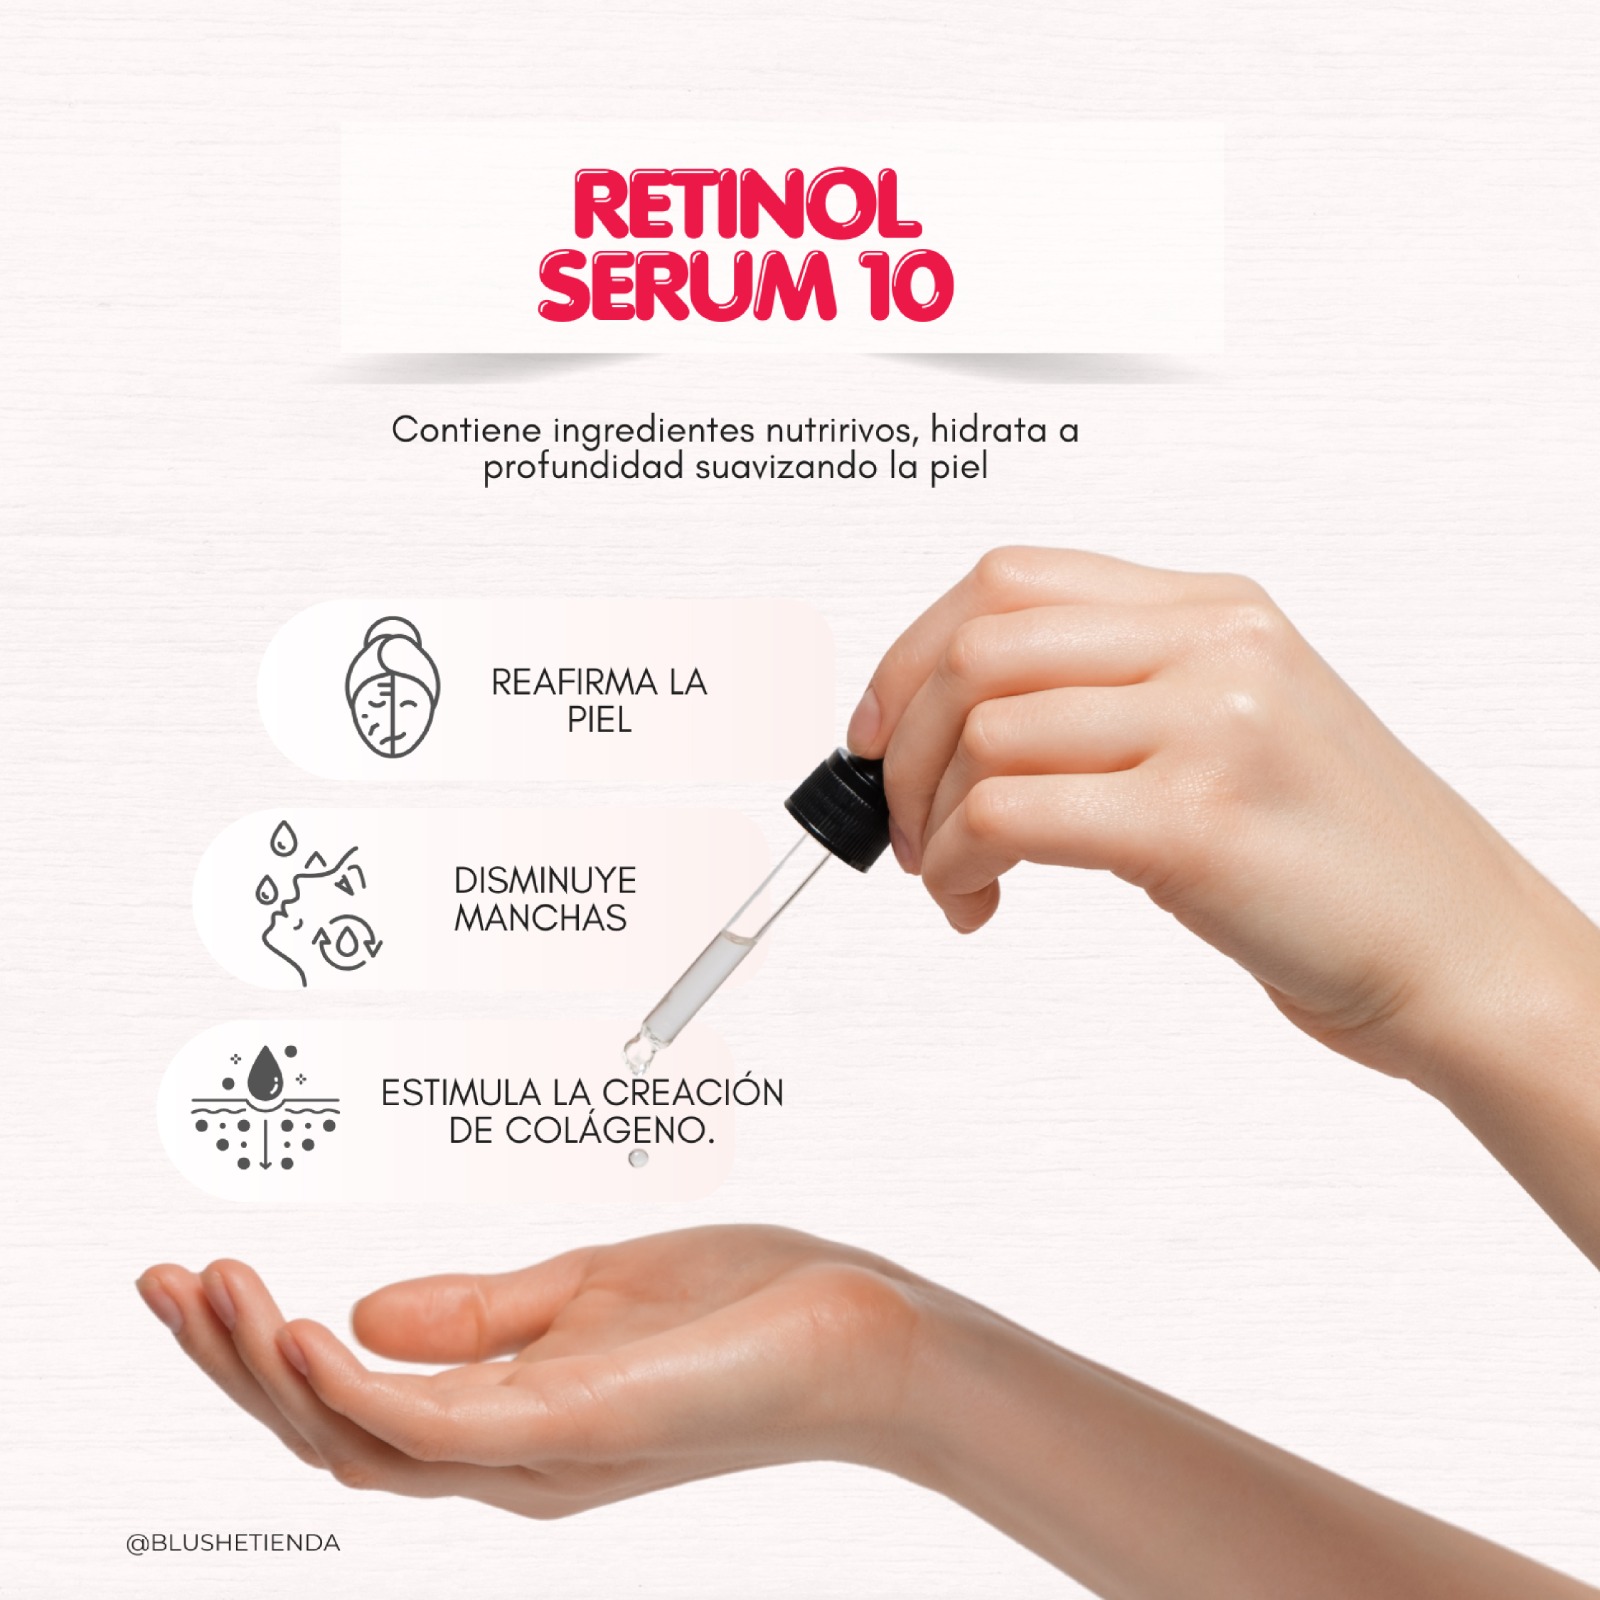 RETINOL
SERUM 10
Contiene ingredientes nutririvos, hidrata a
profundidad suavizando la piel
REAFIRMA LA
PIEL
DISMINUYE
MANCHAS
ESTIMULA LA CREACIÓN
DE COLÁGENO.
@BLUSHETIENDA